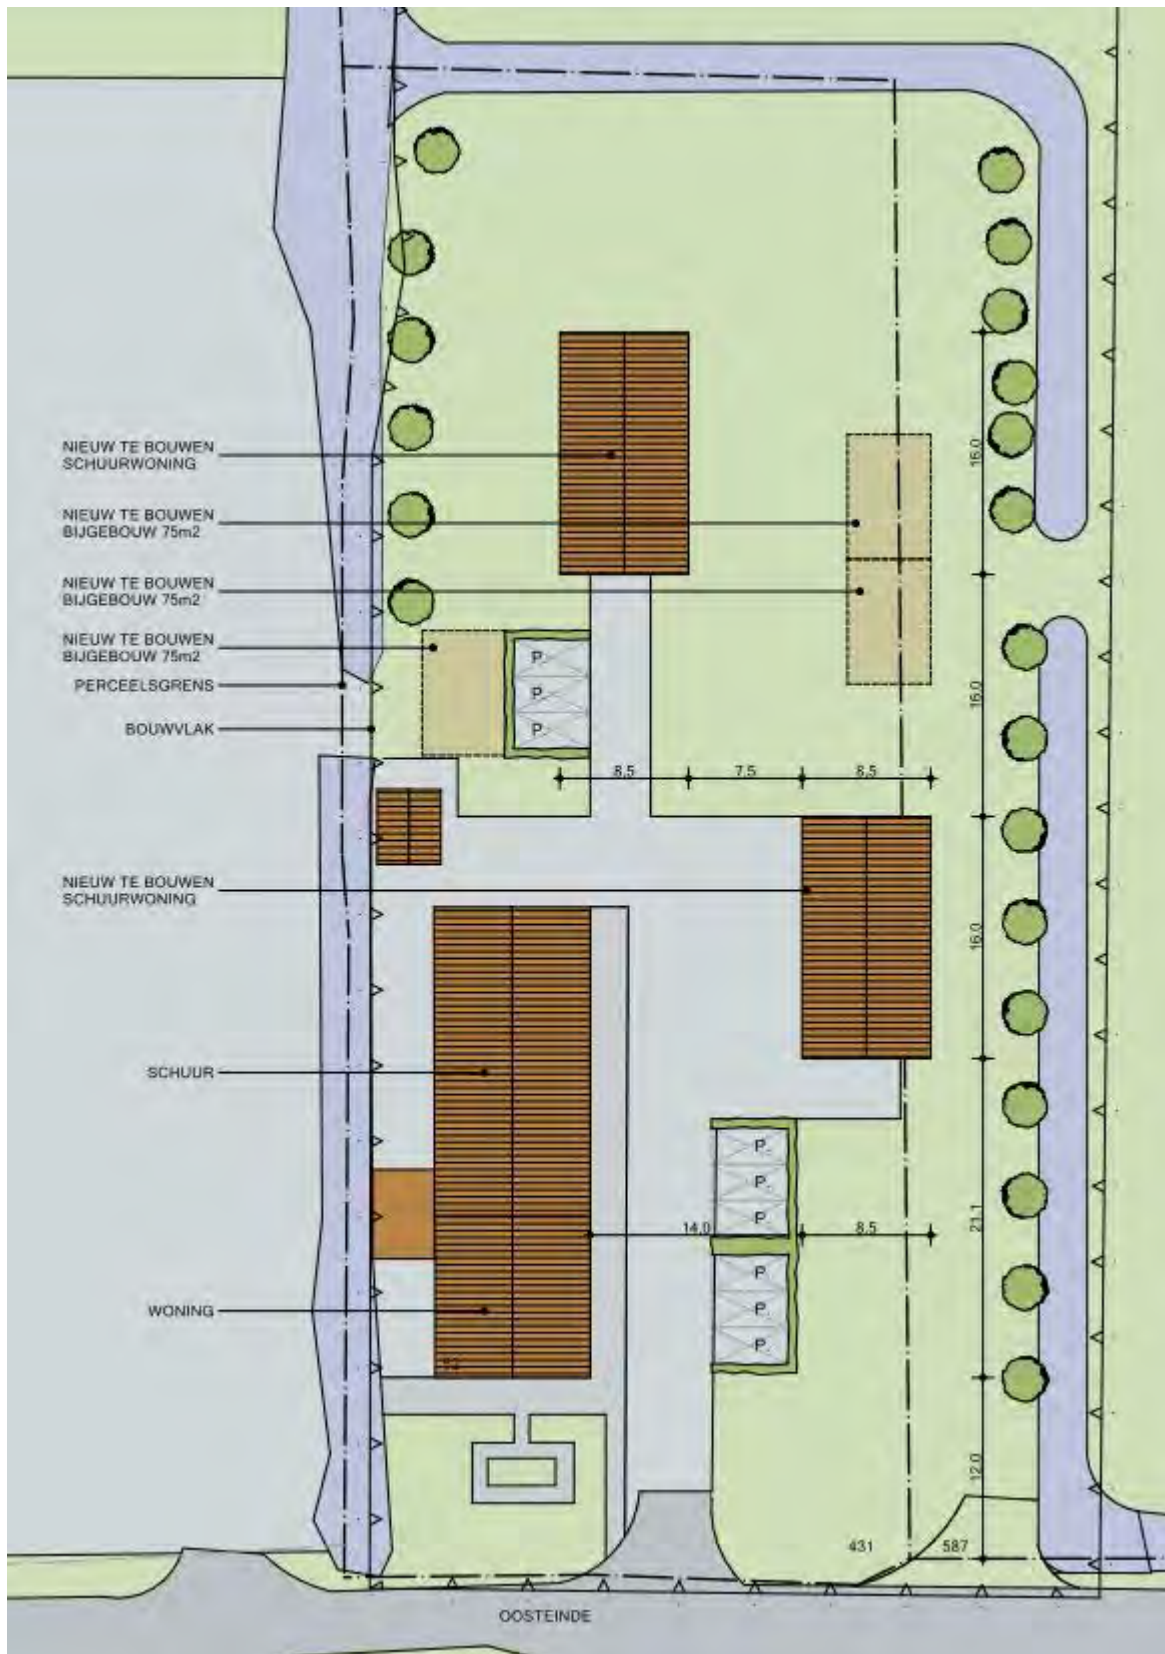 NIEUW TE BOUWEN
SCHUURWONING
16.0
NIEUW TE BOUWEN
BIJGEBOUW 75m2
NIEUW TE BOUWEN
BIJGEBOUW 75m2
NIEUW TE BOUWEN
BIJGEBOUW 75m2
P.
P.
P.
PERCEELSGRENS
16.0
BOUWVLAK
8.5
7.5
8.5
NIEUW TE BOUWEN
SCHUURWONING
16.0
SCHUUR
P.
P.
P.
21.1
14.0
8.5
P.
P.
P.
WONING
12.0
431
587
OOSTEINDE